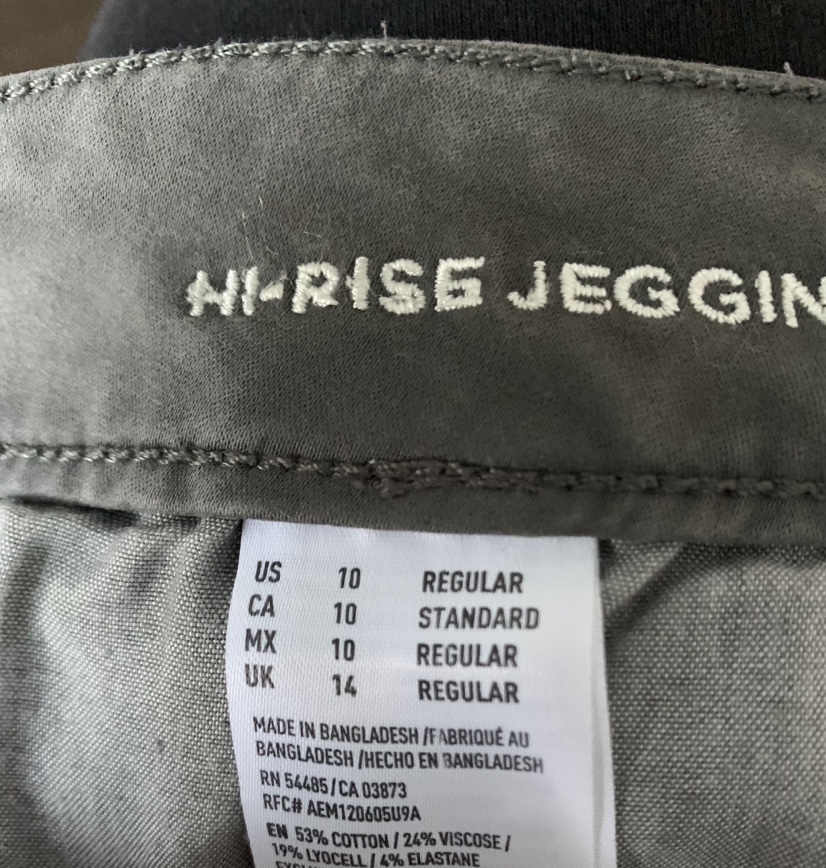 HI-RISE JEGGIN
US 10 REGULAR
CA 10 STANDARD
MX 10 REGULAR
UK 14 REGULAR
MADE IN BANGLADESH /FABRIQUÉ AU
BANGLADESH /HECHO EN BANGLADESH
RN 54485/CA 03873
RFC# AEM120605U9A
EN 53% COTTON / 24% VISCOSE /
19% LYOCELL / 4% ELASTANE